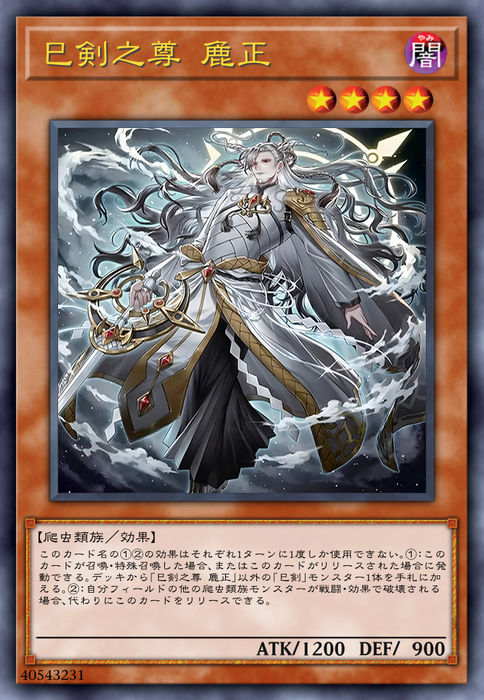 巳剣之尊 麁正
やみ
闇
【爬虫類族／効果】
このカード名の①②の効果はそれぞれ1ターンに1度しか使用できない。①：この
カードが召喚・特殊召喚した場合、またはこのカードがリリースされた場合に発
動できる。デッキから「巳剣之尊 麁正」以外の「巳剣」モンスター1体を手札に加
える。②：自分フィールドの他の爬虫類族モンスターが戦闘・効果で破壊される
場合、代わりにこのカードをリリースできる。
ATK/1200 DEF/ 900
40543231